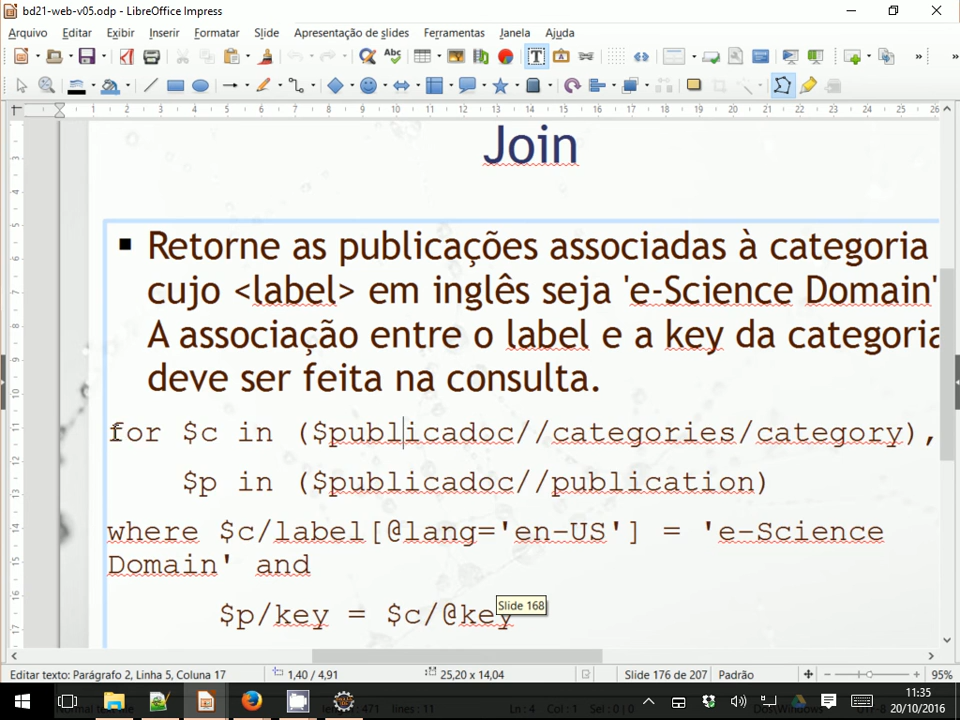 bd21-web-v05.odp - LibreOffice Impress
Arquivo Editar Exibir Inserir Formatar Slide Apresentação de slides Ferramentas Janela Ajuda
Join
Retorne as publicações associadas à categoria
cujo <label> em inglês seja 'e-Science Domain'
A associação entre o label e a key da categoria
deve ser feita na consulta.
for $c in ($publicadoc//categories/category),
$p in ($publicadoc//publication)
where $c/label[@lang='en-US'] = 'e-Science
Domain' and
$p/key = $c/@key
Slide 168
Editar texto: Parágrafo 2, Linha 5, Coluna 17 1,40 / 4,91 25,20 x 14,04 Slide 176 de 207 Padrão 95%
11:35
20/10/2016